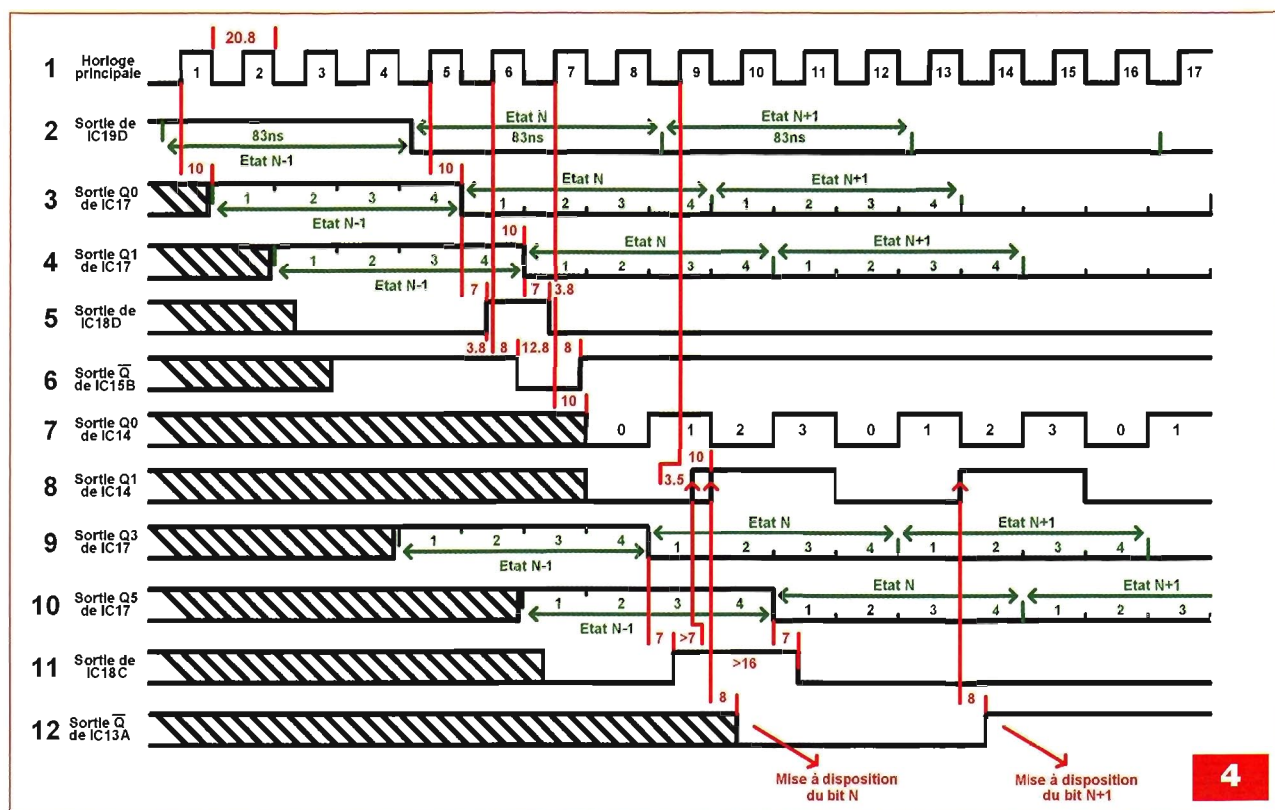 20.8
1 Horloge principale 1 2 3 4 5 6 7 8 9 10 11 12 13 14 15 16 17
2 Sortie de IC19D 83ns Etat N-1 Etat N 83ns Etat N+1 83ns
10 10
3 Sortie Q0 de IC17 1 2 3 4 Etat N-1 Etat N 1 2 3 4 Etat N+1 1 2 3 4
10
4 Sortie Q1 de IC17 1 2 3 4 Etat N-1 Etat N 1 2 3 4 Etat N+1 1 2 3 4
7 7 3.8
5 Sortie de IC18D
3.8 8 12.8 8
6 Sortie Q̅ de IC15B
10
7 Sortie Q0 de IC14 0 1 2 3 0 1 2 3 0 1
10
3.5
8 Sortie Q1 de IC14
9 Sortie Q3 de IC17 1 2 3 4 Etat N-1 Etat N 1 2 3 4 Etat N+1 1 2 3 4
10 Sortie Q5 de IC17 1 2 3 4 Etat N-1 Etat N 1 2 3 4 Etat N+1 1 2 3
7 >7 7
11 Sortie de IC18C >16
8 8
12 Sortie Q̅ de IC13A
Mise à disposition du bit N
Mise à disposition du bit N+1
4